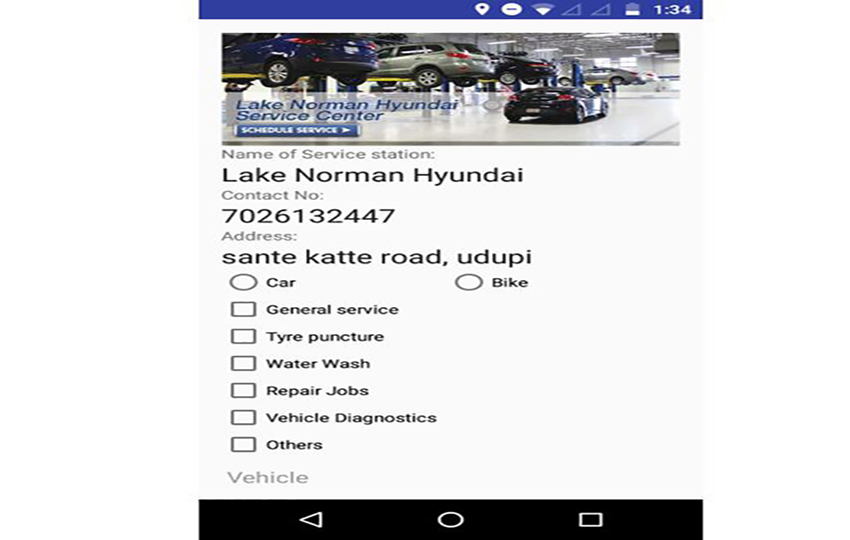 1:34
Lake Norman Hyundai
Service Center
SCHEDULE SERVICE
Name of Service station:
Lake Norman Hyundai
Contact No:
7026132447
Address:
sante katte road, udupi
Car
Bike
General service
Tyre puncture
Water Wash
Repair Jobs
Vehicle Diagnostics
Others
Vehicle